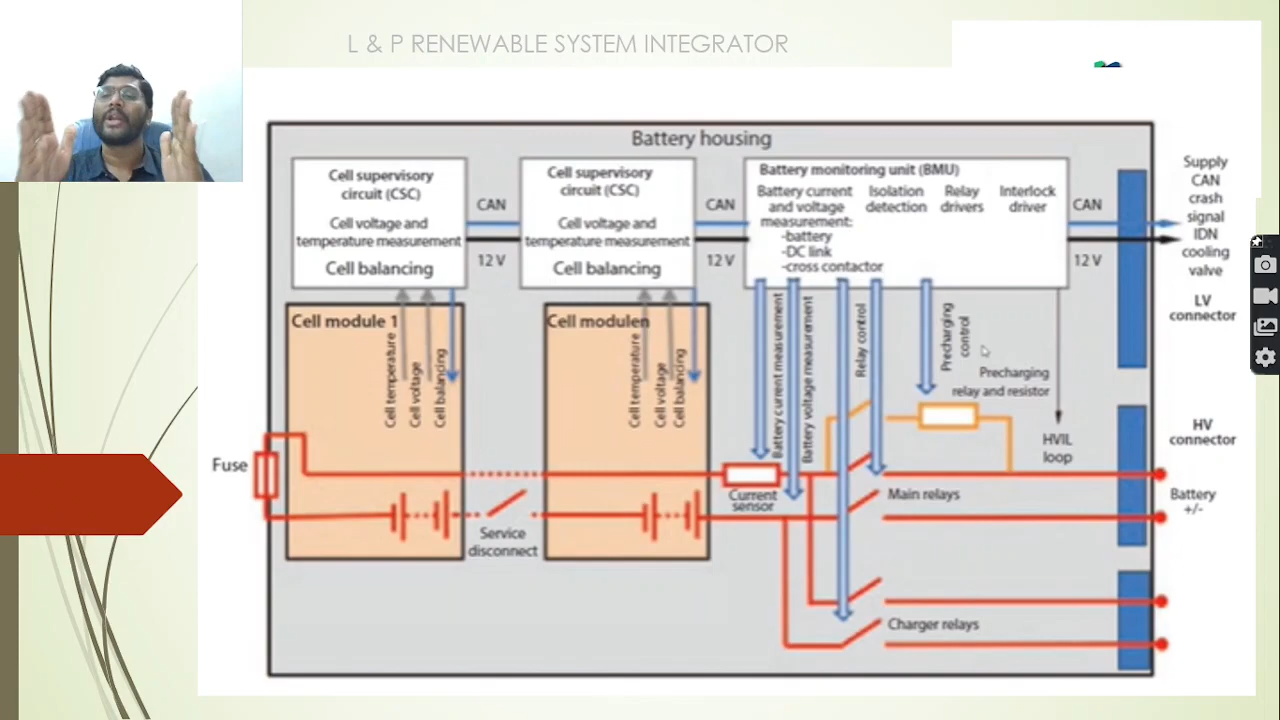 L & P RENEWABLE SYSTEM INTEGRATOR
Battery housing
Cell supervisory
circuit (CSC)
Cell voltage and
temperature measurement
Cell balancing
CAN
12 V
Cell supervisory
circuit (CSC)
Cell voltage and
temperature measurement
Cell balancing
CAN
12 V
Battery monitoring unit (BMU)
Battery current
and voltage
measurement:
-battery
-DC link
-cross contactor
Isolation
detection
Relay
drivers
Interlock
driver
CAN
12 V
Supply
CAN
crash
signal
IDN
cooling
valve
LV
connector
Cell module 1
Cell temperature
Cell voltage
Cell balancing
Cell modulen
Cell temperature
Cell voltage
Cell balancing
Battery current measurement
Battery voltage measurement
Relay control
Precharging
control
Precharging
relay and resistor
HVIL
loop
HV
connector
Fuse
Service
disconnect
Current
sensor
Main relays
Battery
+/-
Charger relays